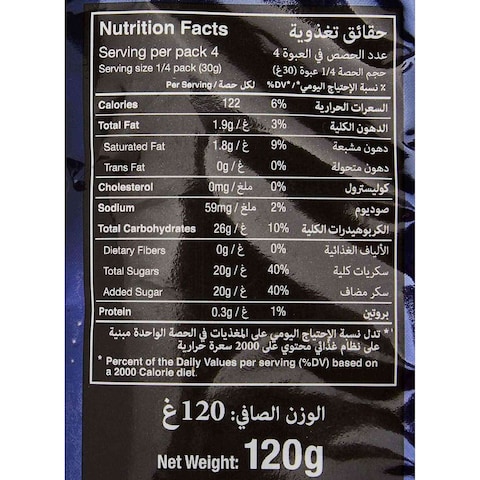 Nutrition Facts حقائق تغذوية
Serving per pack 4 عدد الحصص في العبوة 4
Serving size 1/4 pack (30g) حجم الحصة 1/4 عبوة (30غ)
Per Serving / لكل حصة %DV* / *٪ نسبة الإحتياج اليومي
Calories 122 6% السعرات الحرارية
Total Fat 1.9g / غ 3% الدهون الكلية
Saturated Fat 1.8g / غ 9% دهون مشبعة
Trans Fat 0g / غ 0% دهون متحولة
Cholesterol 0mg / ملغ 0% كوليسترول
Sodium 59mg / ملغ 2% صوديوم
Total Carbohydrates 26g / غ 10% الكربوهيدرات الكلية
Dietary Fibers 0g / غ 0% الألياف الغذائية
Total Sugars 20g / غ 40% سكريات كلية
Added Sugar 20g / غ 40% سكر مضاف
Protein 0.3g / غ 1% بروتين
* تدل نسبة الإحتياج اليومي على المغذيات في الحصة الواحدة مبنية
على نظام غذائي محتوي على 2000 سعرة حرارية
* Percent of the Daily Values per serving (%DV) based on
a 2000 Calorie diet.
الوزن الصافي: 120 غ
Net Weight: 120g